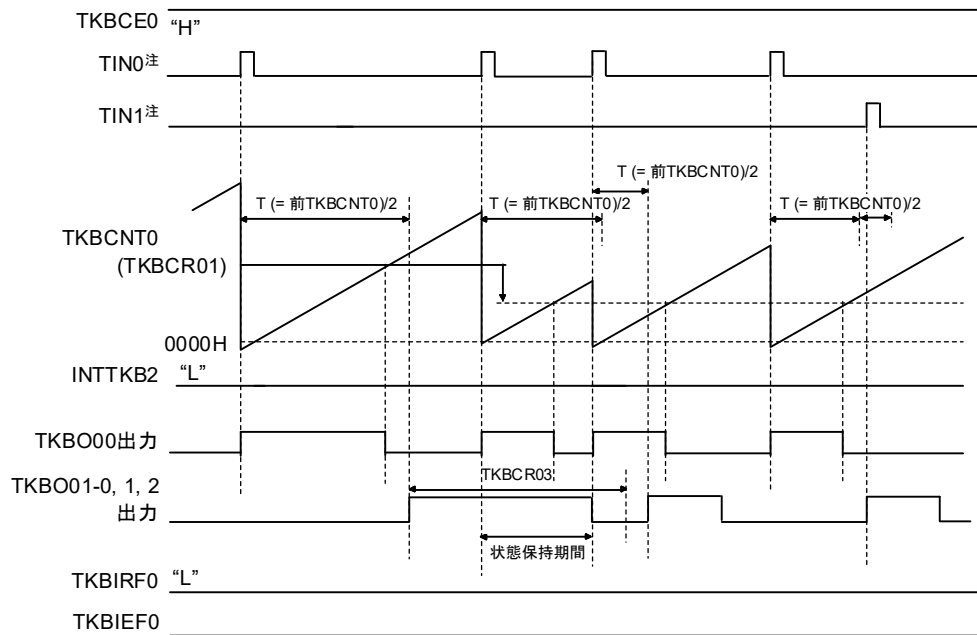 TKBCE0 “H”
TIN0注
TIN1注
T (= 前TKBCNT0)/2
T (= 前TKBCNT0)/2
T (= 前TKBCNT0)/2
T (= 前TKBCNT0)/2
TKBCNT0
(TKBCR01)
0000H
INTTKB2 “L”
TKBO00出力
TKBCR03
TKBO01-0, 1, 2
出力
状態保持期間
TKBIRF0 “L”
TKBIEF0